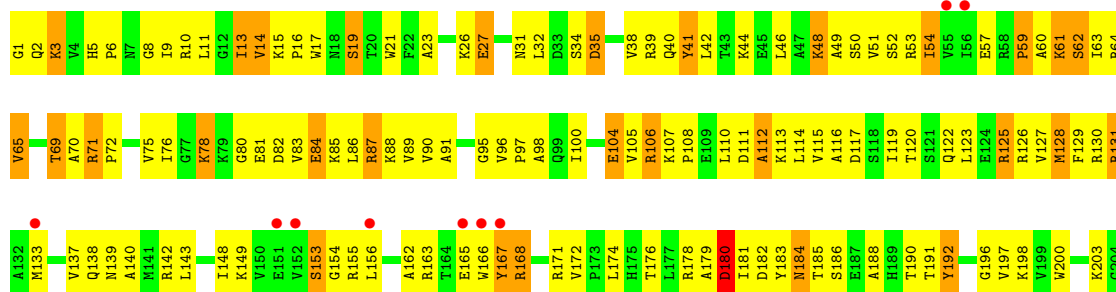 G1 Q2 K3 V4 H5 P6 N7 G8 I9 R10 L11 G12 I13 V14 K15 P16 W17 N18 S19 T20 W21 F22 A23 K26 E27 N31 L32 D33 S34 D35 V38 R39 Q40 Y41 L42 T43 K44 E45 L46 A47 K48 A49 S50 V51 S52 R53 I54 V55 I56 E57 R58 P59 A60 K61 S62 I63 R64
V65 T69 A70 R71 P72 V75 I76 G77 K78 K79 G80 E81 D82 V83 E84 K85 L86 R87 K88 V89 V90 A91 G95 V96 P97 A98 Q99 I100 E104 V105 R106 K107 P108 E109 L110 D111 A112 K113 L114 V115 A116 D117 S118 I119 T120 S121 Q122 L123 E124 R125 R126 V127 M128 F129 R130 R131
A132 M133 V137 Q138 N139 A140 M141 R142 L143 I148 K149 V150 E151 V152 S153 G154 R155 L156 A162 R163 T164 E165 W166 Y167 R168 R171 V172 P173 L174 H175 T176 L177 R178 A179 D180 I181 D182 Y183 N184 T185 S186 E187 A188 H189 T190 T191 Y192 G196 V197 K198 V199 W200 K203 G204